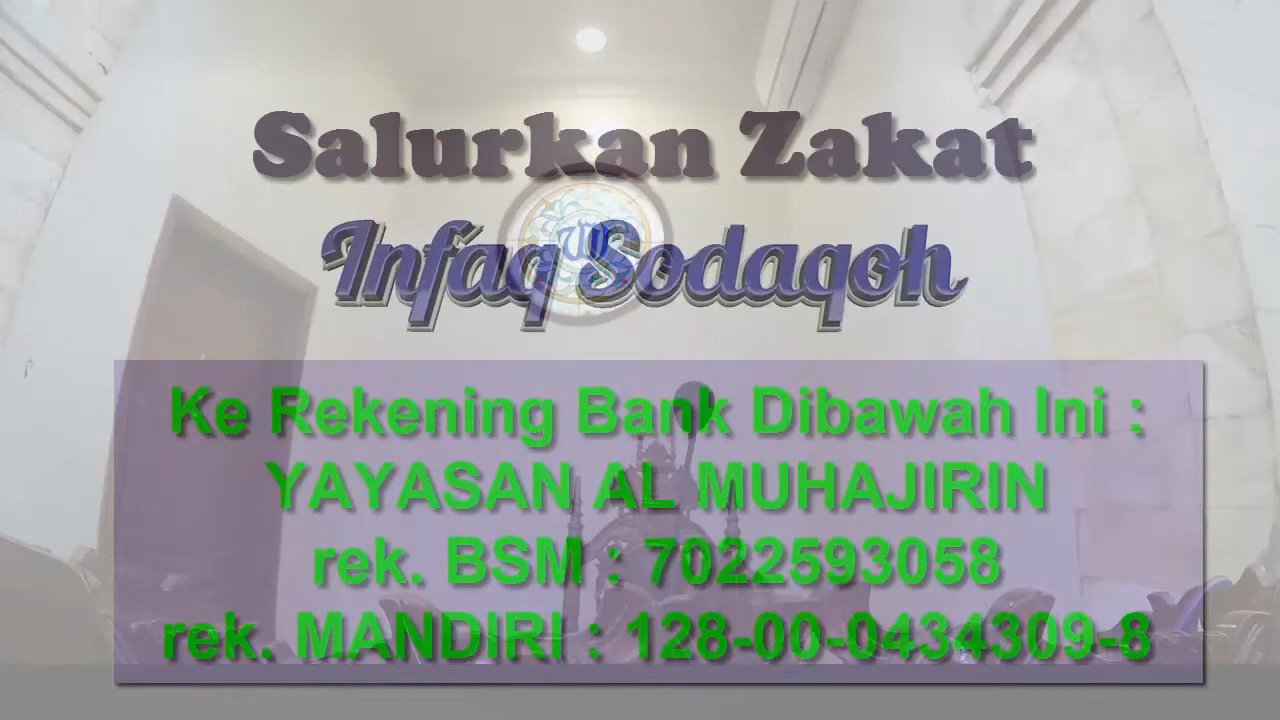 Salurkan Zakat
Infaq Sodaqoh
Ke Rekening Bank Dibawah Ini :
YAYASAN AL MUHAJIRIN
rek. BSM : 7022593058
rek. MANDIRI : 128-00-0434309-8